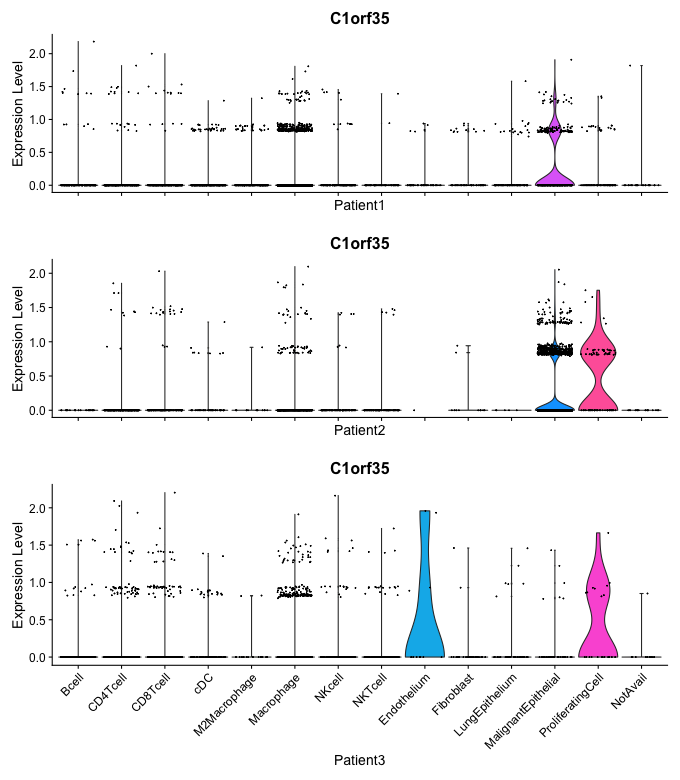 C1orf35
Expression Level
2.0
1.5
1.0
0.5
0.0
Patient1
C1orf35
Expression Level
2.0
1.5
1.0
0.5
0.0
Patient2
C1orf35
Expression Level
2.0
1.5
1.0
0.5
0.0
Bcell
CD4Tcell
CD8Tcell
cDC
M2Macrophage
Macrophage
NKcell
NKTcell
Endothelium
Fibroblast
LungEpithelium
MalignantEpithelial
ProliferatingCell
NotAvail
Patient3